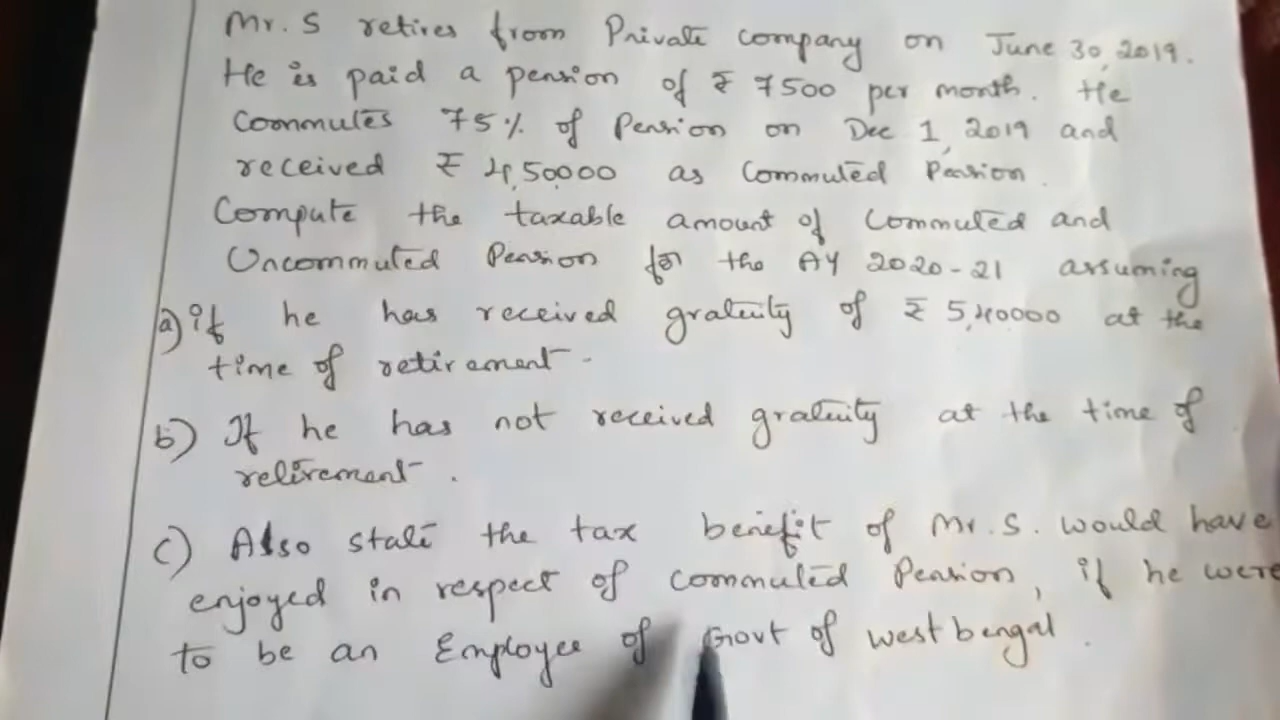 Mr. S retires from Private company on June 30, 2019.
He is paid a pension of ₹ 7500 per month. He
Commutes 75% of Pension on Dec 1, 2019 and
received ₹ 4,50000 as Commuted Pension.
Compute the taxable amount of Commuted and
Uncommuted Pension for the AY 2020-21 assuming
a) if he has received gratuity of ₹ 5,40000 at the
time of retirement.
b) If he has not received gratuity at the time of
retirement.
c) Also state the tax benefit of Mr. S. would have
enjoyed in respect of Commuted Pension, if he were
to be an Employee of Govt of west bengal.